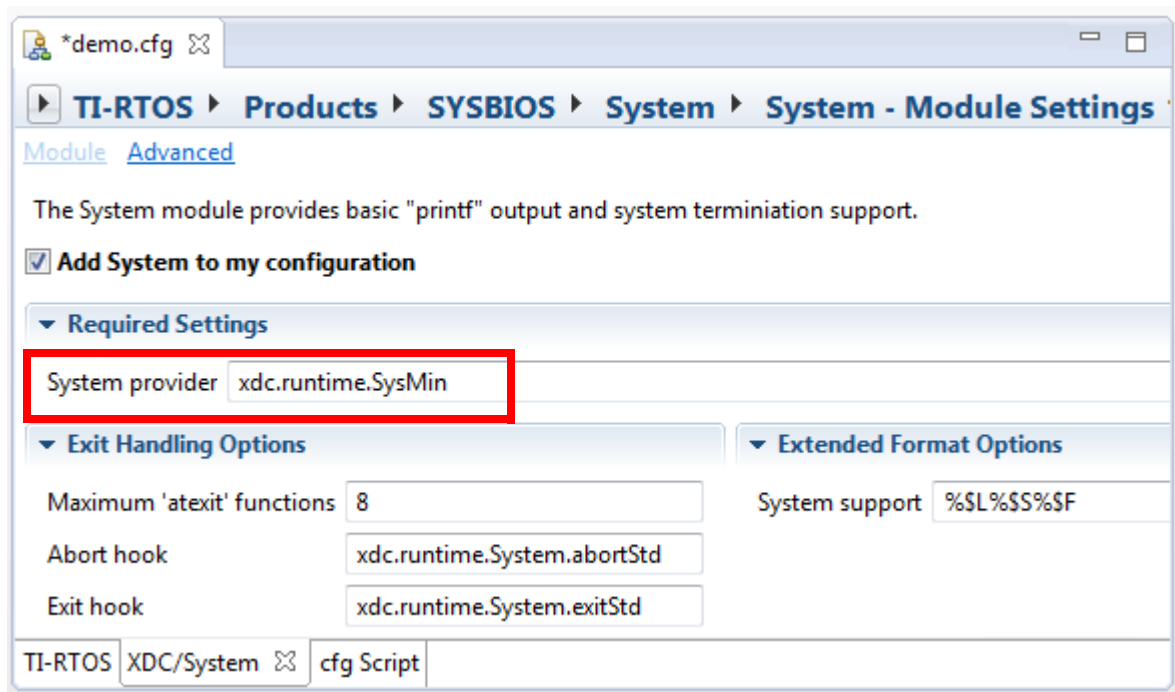 *demo.cfg
TI-RTOS Products SYSBIOS System System - Module Settings
Module Advanced
The System module provides basic "printf" output and system terminiation support.
Add System to my configuration
Required Settings
System provider xdc.runtime.SysMin
Exit Handling Options
Extended Format Options
Maximum 'atexit' functions 8
System support %$L%$S%$F
Abort hook xdc.runtime.System.abortStd
Exit hook xdc.runtime.System.exitStd
TI-RTOS XDC/System cfg Script